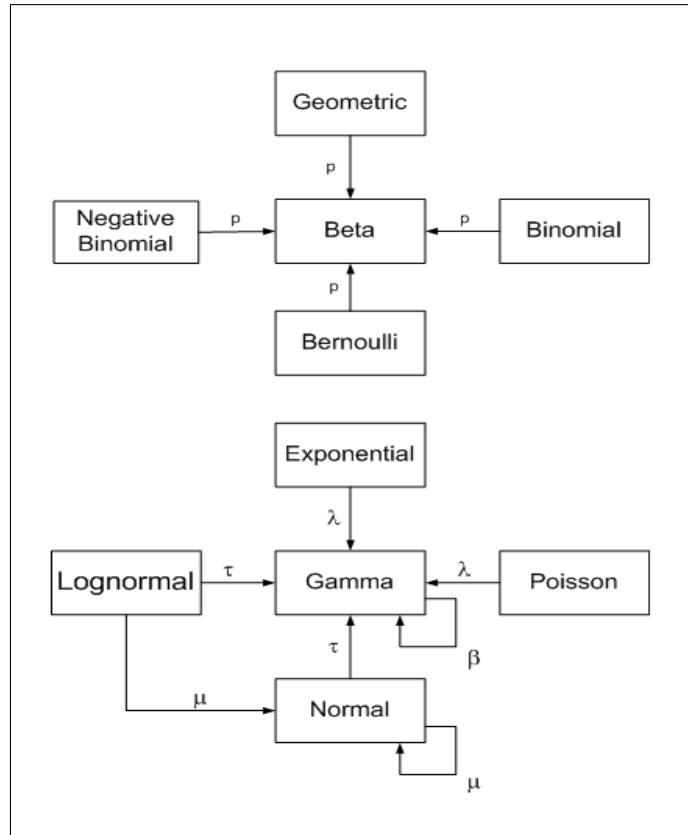 Geometric
p
Negative
Binomial
p
Beta
p
Binomial
p
Bernoulli
Exponential
λ
Lognormal
τ
Gamma
λ
Poisson
τ
β
μ
Normal
μ